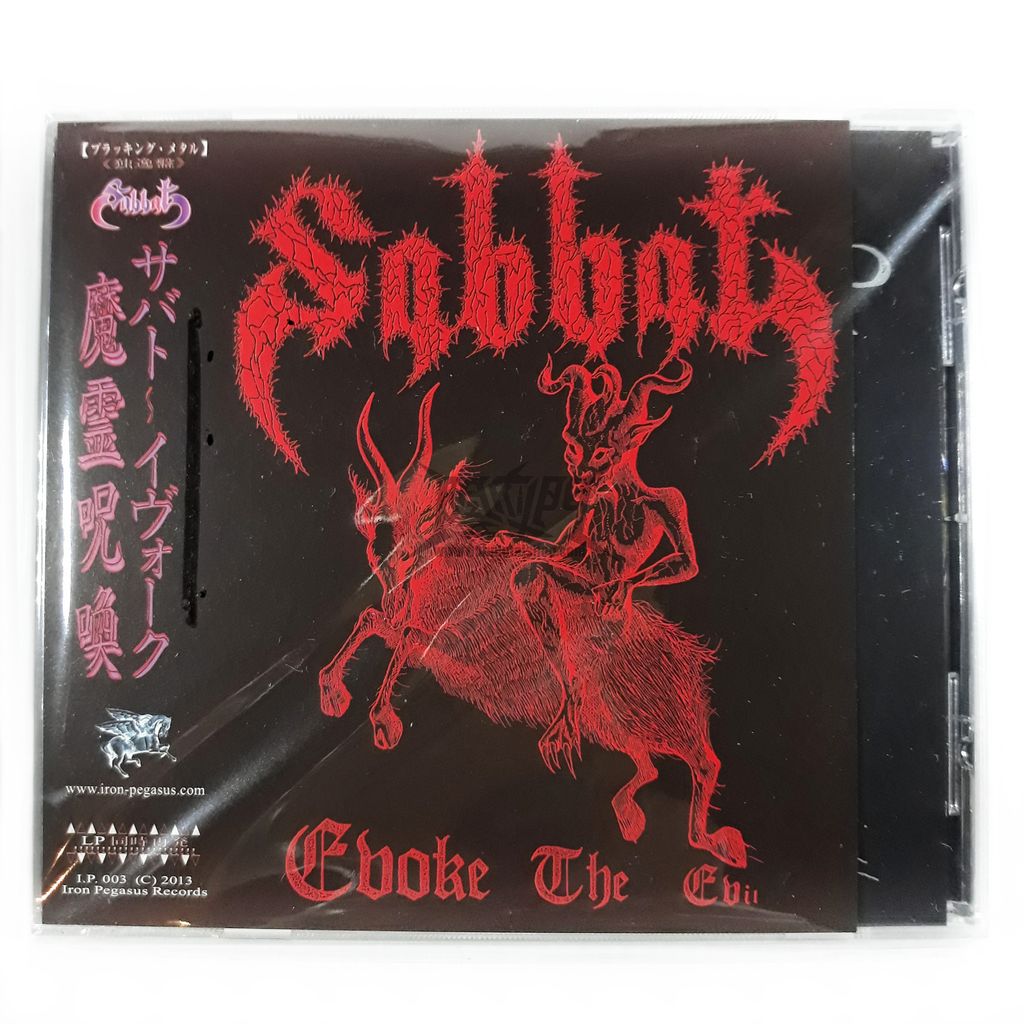 【ブラッキング・メタル】
Sabbat
サバト〜イヴォーク
魔霊呪喚
www.iron-pegasus.com
I.P. 003 (C) 2013
Iron Pegasus Records
Sabbat
Evoke The Evil